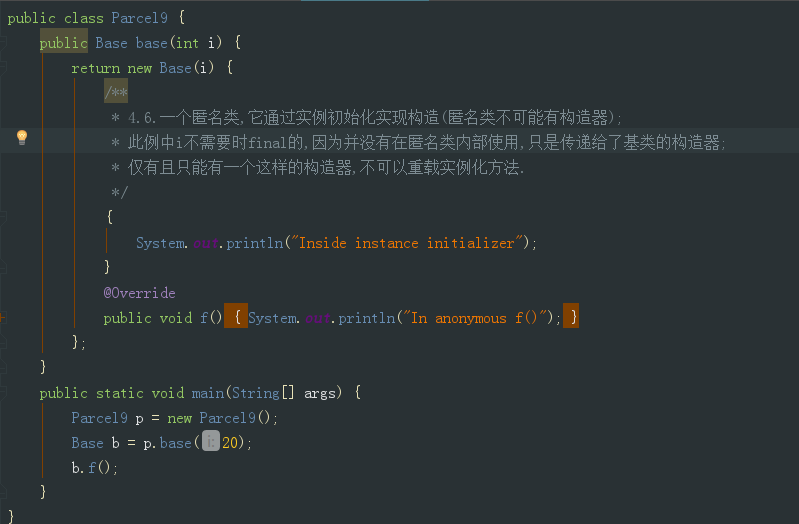 public class Parcel9 {
public Base base(int i) {
return new Base(i) {
/**
* 4.6.一个匿名类,它通过实例初始化实现构造(匿名类不可能有构造器);
* 此例中i不需要时final的,因为并没有在匿名类内部使用,只是传递给了基类的构造器;
* 仅有且只能有一个这样的构造器,不可以重载实例化方法.
*/
{
System.out.println("Inside instance initializer");
}
@Override
public void f() { System.out.println("In anonymous f()"); }
};
}
public static void main(String[] args) {
Parcel9 p = new Parcel9();
Base b = p.base( i: 20);
b.f();
}
}